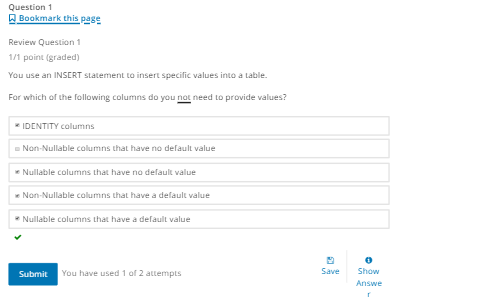 Question 1
Bookmark this page
Review Question 1
1/1 point (graded)
You use an INSERT statement to insert specific values into a table.
For which of the following columns do you not need to provide values?
IDENTITY columns
Non-Nullable columns that have no default value
Nullable columns that have no default value
Non-Nullable columns that have a default value
Nullable columns that have a default value
Submit
You have used 1 of 2 attempts
Save
Show
Answe
r